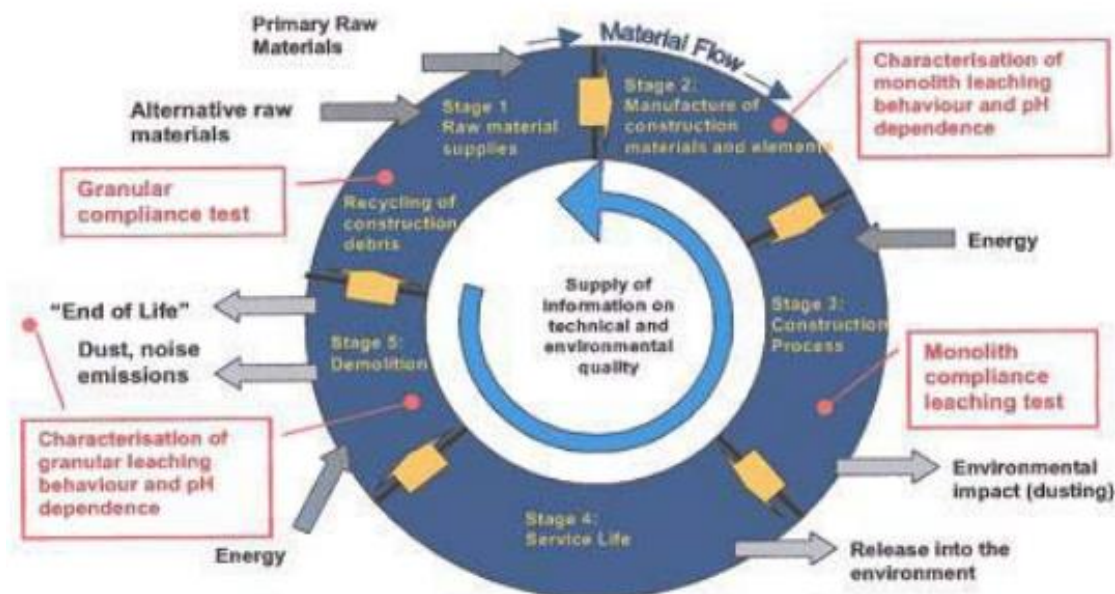 Primary Raw
Materials
Material Flow
Alternative raw
materials
Stage 1
Raw material
supplies
Stage 2:
Manufacture of
construction
materials and elements
Characterisation of
monolith leaching
behaviour and pH
dependence
Granular
compliance test
Recycling of
construction
debris
Energy
Supply of
information on
technical and
environmental
quality
"End of Life"
Dust, noise
emissions
Stage 5:
Demolition
Stage 3:
Construction
Process
Monolith
compliance
leaching test
Characterisation of
granular leaching
behaviour and pH
dependence
Energy
Stage 4:
Service Life
Environmental
impact (dusting)
Release into the
environment